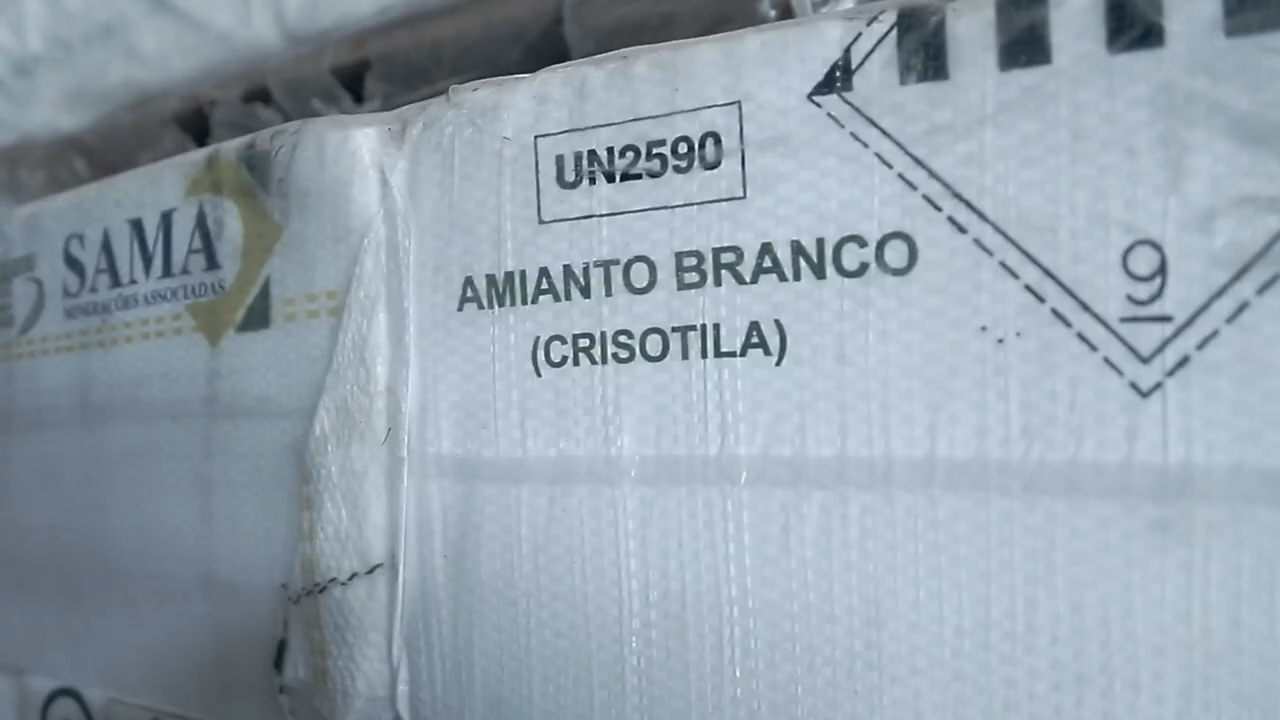 UN2590
AMIANTO BRANCO
(CRISOTILA)
9
SAMA
MINERAÇÕES ASSOCIADAS